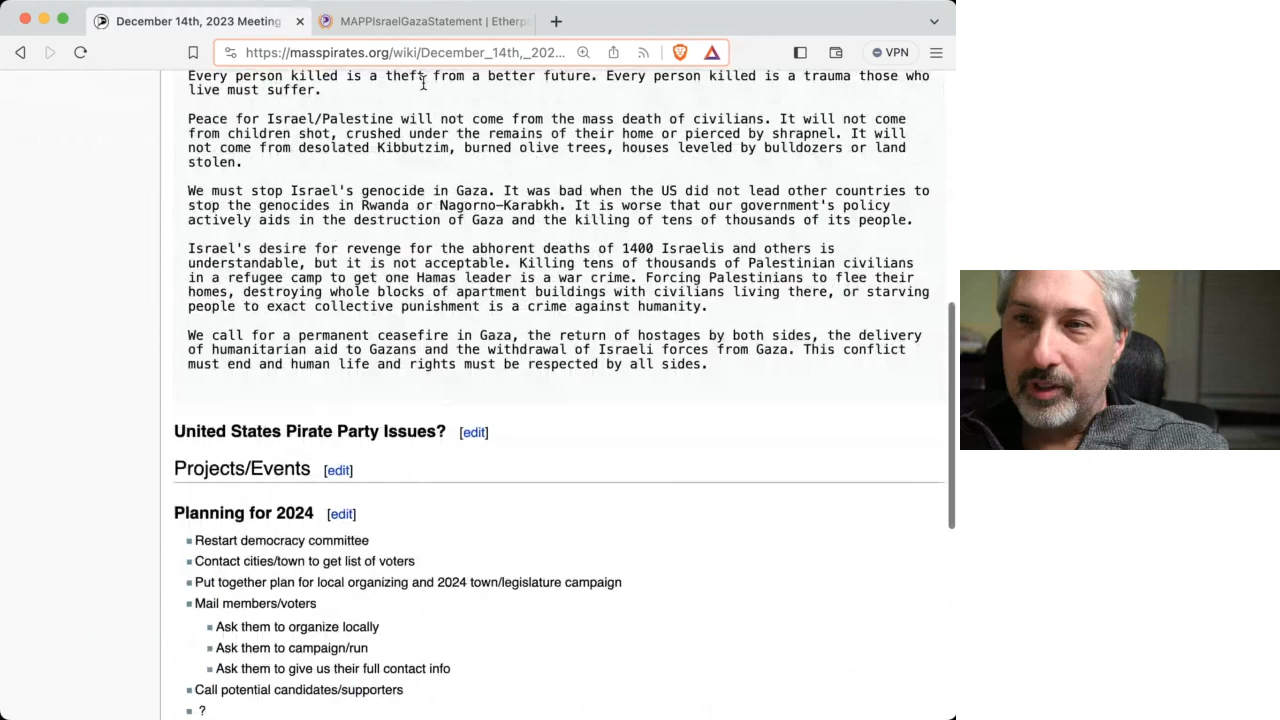 December 14th, 2023 Meeting
MAPPIsraelGazaStatement | Etherp
https://masspirates.org/wiki/December_14th,_202...
VPN
Every person killed is a theft from a better future. Every person killed is a trauma those who
live must suffer.
Peace for Israel/Palestine will not come from the mass death of civilians. It will not come
from children shot, crushed under the remains of their home or pierced by shrapnel. It will
not come from desolated Kibbutzim, burned olive trees, houses leveled by bulldozers or land
stolen.
We must stop Israel's genocide in Gaza. It was bad when the US did not lead other countries to
stop the genocides in Rwanda or Nagorno-Karabkh. It is worse that our government's policy
actively aids in the destruction of Gaza and the killing of tens of thousands of its people.
Israel's desire for revenge for the abhorent deaths of 1400 Israelis and others is
understandable, but it is not acceptable. Killing tens of thousands of Palestinian civilians
in a refugee camp to get one Hamas leader is a war crime. Forcing Palestinians to flee their
homes, destroying whole blocks of apartment buildings with civilians living there, or starving
people to exact collective punishment is a crime against humanity.
We call for a permanent ceasefire in Gaza, the return of hostages by both sides, the delivery
of humanitarian aid to Gazans and the withdrawal of Israeli forces from Gaza. This conflict
must end and human life and rights must be respected by all sides.
United States Pirate Party Issues? [edit]
Projects/Events [edit]
Planning for 2024 [edit]
Restart democracy committee
Contact cities/town to get list of voters
Put together plan for local organizing and 2024 town/legislature campaign
Mail members/voters
Ask them to organize locally
Ask them to campaign/run
Ask them to give us their full contact info
Call potential candidates/supporters
?